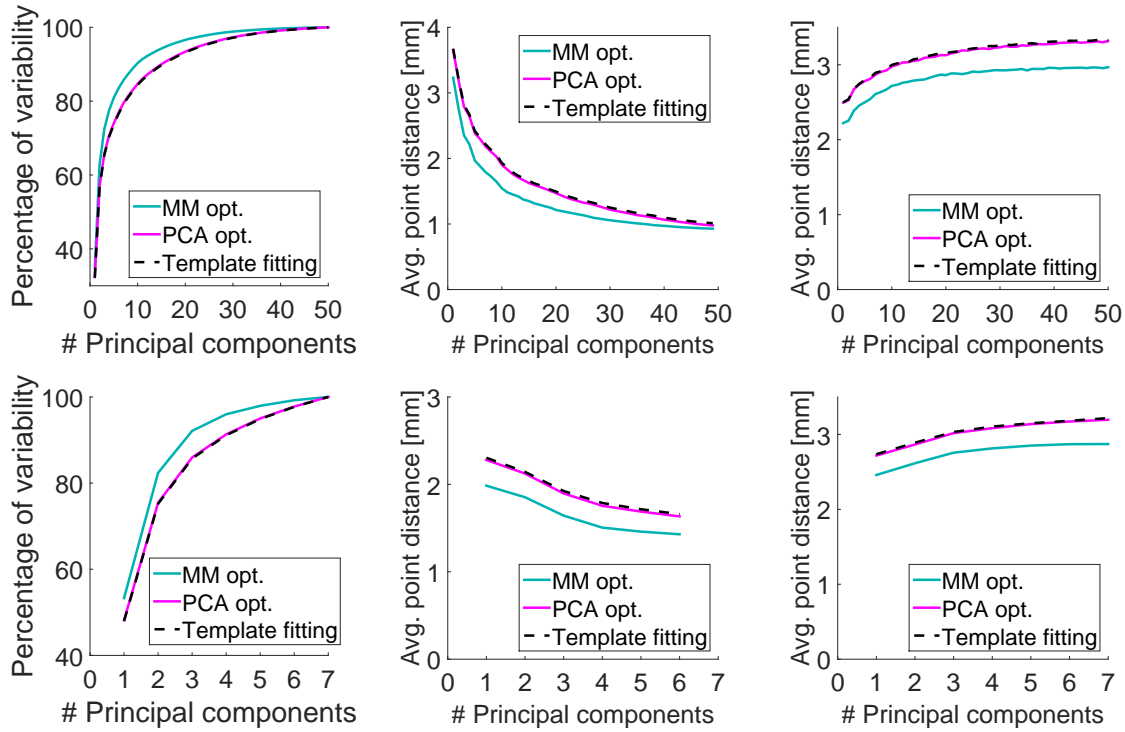 Percentage of variability
100
80
60
40
0 10 20 30 40 50
# Principal components
MM opt.
PCA opt.
Template fitting
Avg. point distance [mm]
4
3
2
1
0
0 10 20 30 40 50
# Principal components
MM opt.
PCA opt.
Template fitting
Avg. point distance [mm]
3
2
1
0
0 10 20 30 40 50
# Principal components
MM opt.
PCA opt.
Template fitting
Percentage of variability
100
80
60
40
0 1 2 3 4 5 6 7
# Principal components
MM opt.
PCA opt.
Template fitting
Avg. point distance [mm]
3
2
1
0
0 1 2 3 4 5 6 7
# Principal components
MM opt.
PCA opt.
Template fitting
Avg. point distance [mm]
3
2
1
0
0 1 2 3 4 5 6 7
# Principal components
MM opt.
PCA opt.
Template fitting